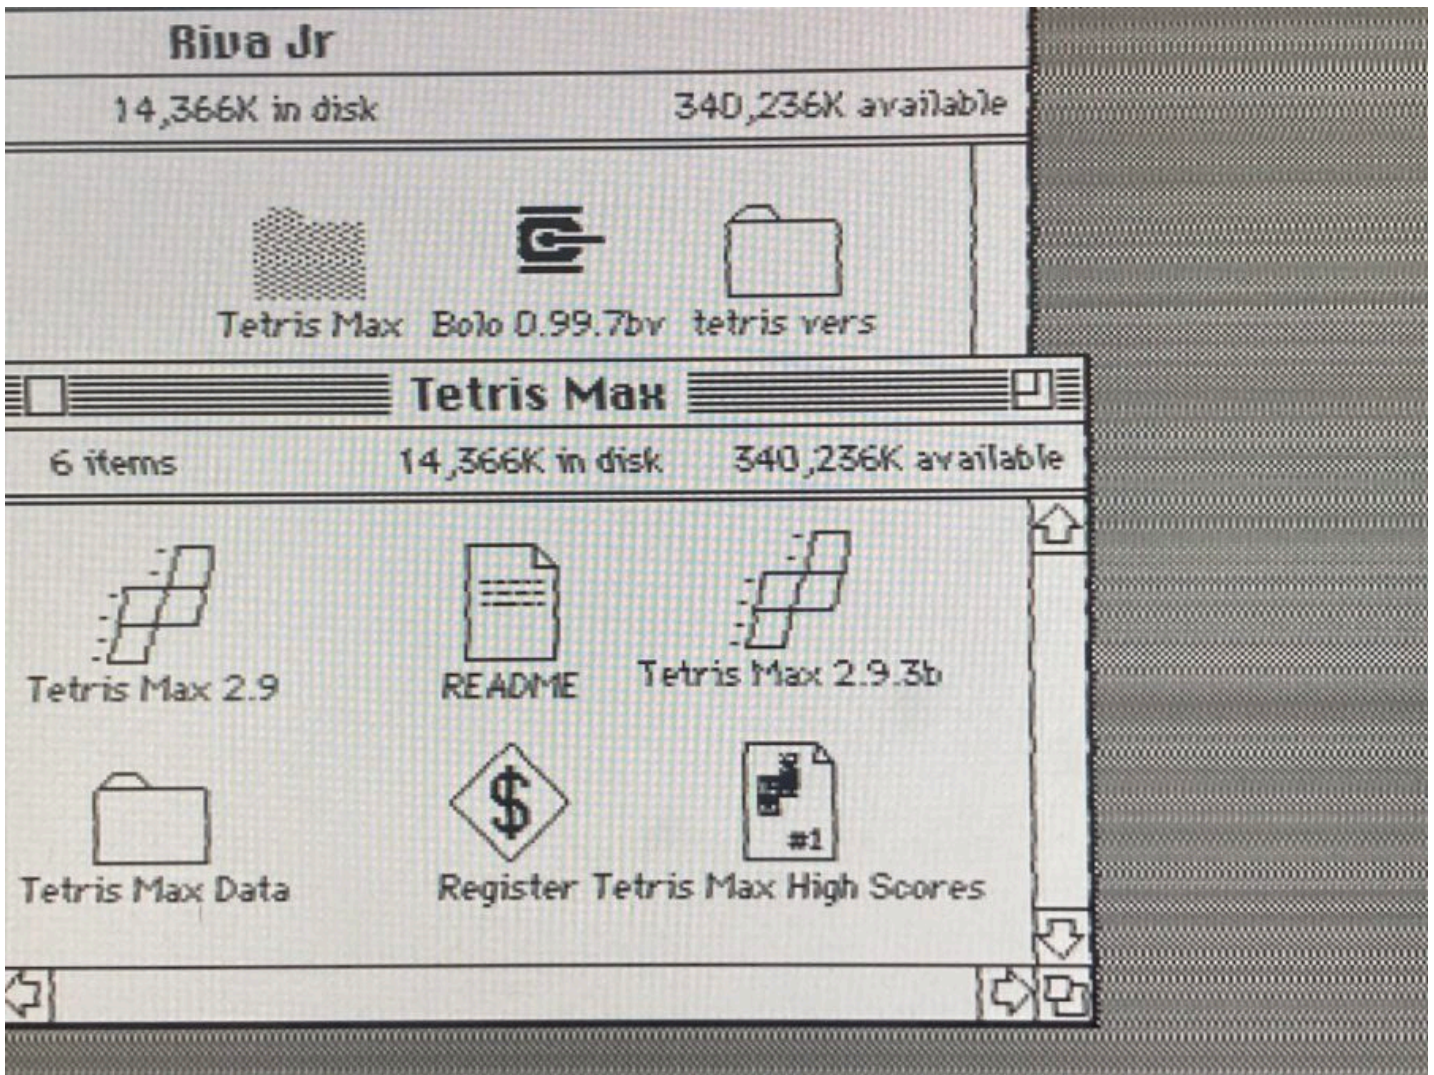 Riva Jr
14,366K in disk 340,236K available
Tetris Max Bolo 0.99.7bv tetris vers
Tetris Max
6 items 14,366K in disk 340,236K available
Tetris Max 2.9 README Tetris Max 2.9.3b
$ #1
Tetris Max Data Register Tetris Max High Scores